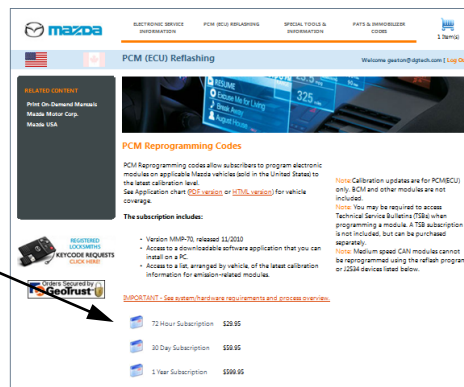 mazda
ELECTRONIC SERVICE INFORMATION
PCM (ECU) REFLASHING
SPECIAL TOOLS & INFORMATION
PATS & IMMOBILIZER CODES
1 Item(s)
PCM (ECU) Reflashing
Welcome geaton@dgtech.com [ Log O
RELATED CONTENT
Print On-Demand Manuals
Mazda Motor Corp.
Mazda USA
RESUME
Excuse Me for Living
Break Away
August House
325
PCM Reprogramming Codes
PCM Reprogramming codes allow subscribers to program electronic
modules on applicable Mazda vehicles (sold in the United States) to
the latest calibration level.
See Application chart (PDF version or HTML version) for vehicle
coverage.
The subscription includes:
• Version MMP-70, released 11/2010
• Access to a downloadable software application that you can
install on a PC.
• Access to a list, arranged by vehicle, of the latest calibration
information for emission-related modules.
Note: Calibration updates are for PCM(ECU)
only. BCM and other modules are not
included.
Note: You may be required to access
Technical Service Bulletins (TSBs) when
programming a module. A TSB subscription
is not included, but can be purchased
separately.
Note: Medium speed CAN modules cannot
be reprogrammed using the reflash program
or J2534 devices listed below.
REGISTERED
LOCKSMITHS
KEYCODE REQUESTS
CLICK HERE!
Orders Secured by
GeoTrust
IMPORTANT - See system/hardware requirements and process overview.
72 Hour Subscription $29.95
30 Day Subscription $59.95
1 Year Subscription $599.95